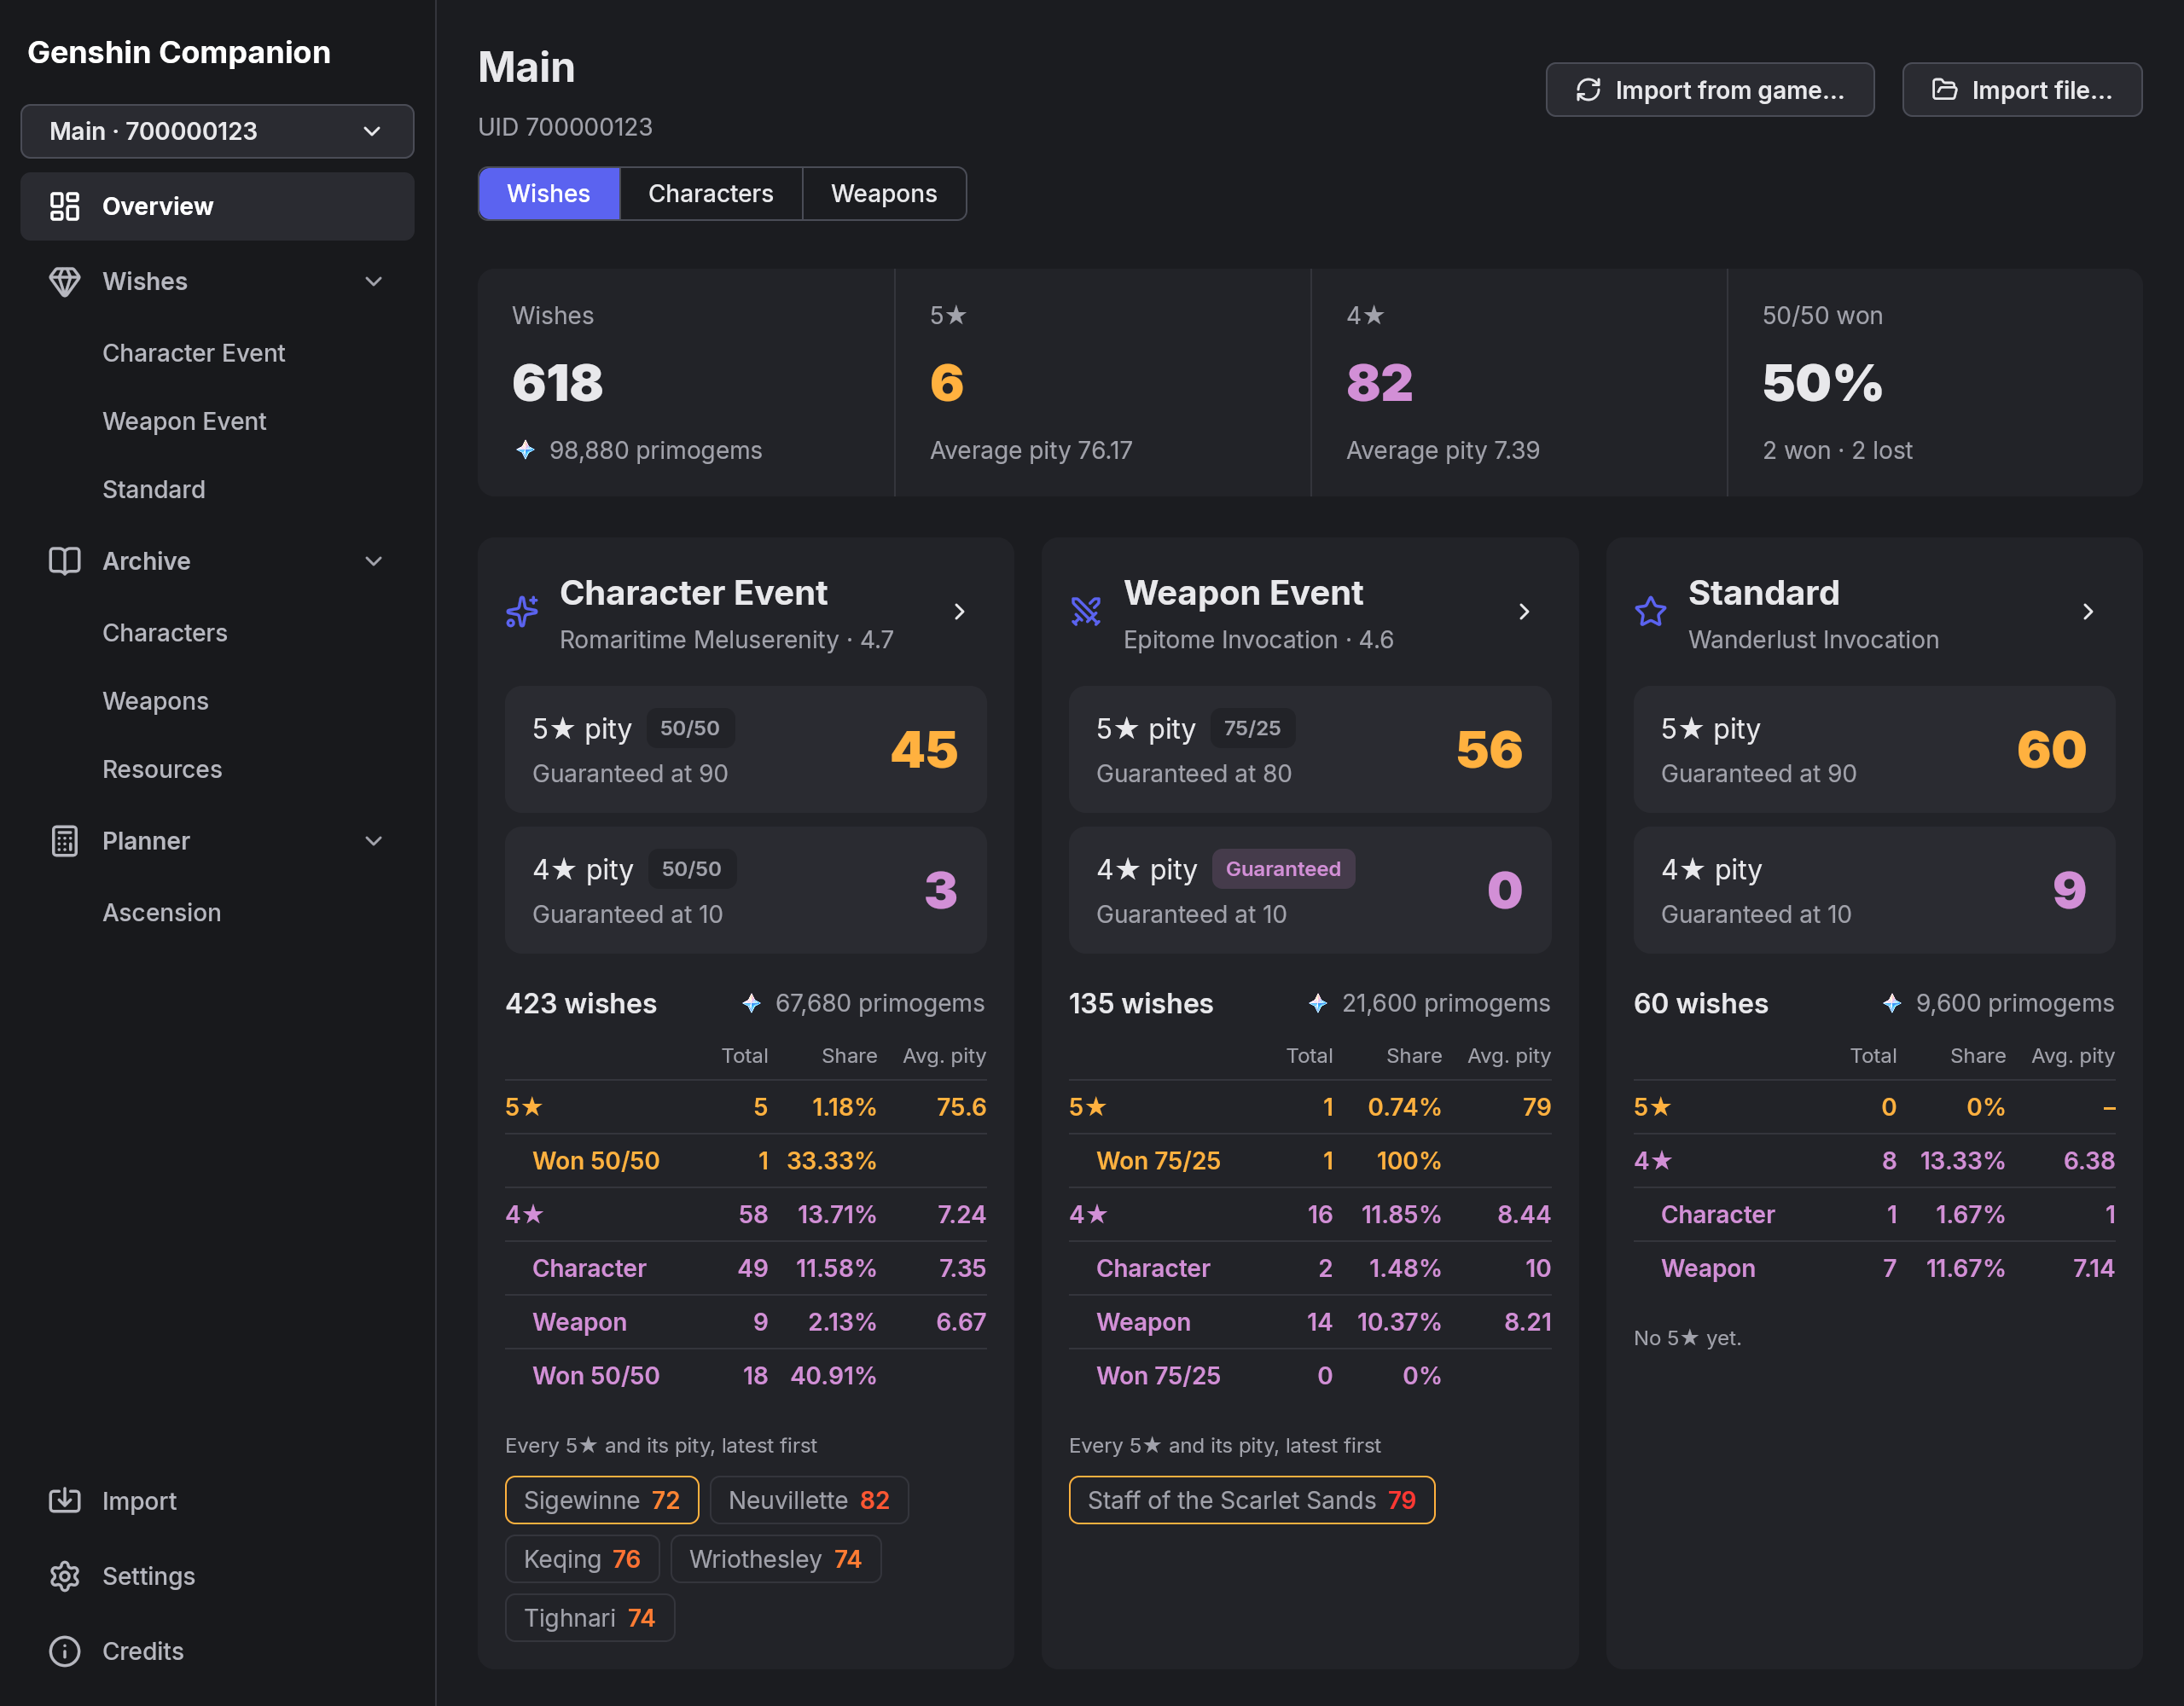 Genshin Companion
Main · 700000123
Overview
Wishes
Character Event
Weapon Event
Standard
Archive
Characters
Weapons
Resources
Planner
Ascension
Import
Settings
Credits
Main
UID 700000123
Import from game...
Import file...
Wishes Characters Weapons
Wishes
618
98,880 primogems
5★
6
Average pity 76.17
4★
82
Average pity 7.39
50/50 won
50%
2 won · 2 lost
Character Event
Romaritime Meluserenity · 4.7
5★ pity 50/50
Guaranteed at 90
45
4★ pity 50/50
Guaranteed at 10
3
423 wishes 67,680 primogems
Total Share Avg. pity
5★ 5 1.18% 75.6
Won 50/50 1 33.33%
4★ 58 13.71% 7.24
Character 49 11.58% 7.35
Weapon 9 2.13% 6.67
Won 50/50 18 40.91%
Every 5★ and its pity, latest first
Sigewinne 72 Neuvillette 82
Keqing 76 Wriothesley 74
Tighnari 74
Weapon Event
Epitome Invocation · 4.6
5★ pity 75/25
Guaranteed at 80
56
4★ pity Guaranteed
Guaranteed at 10
0
135 wishes 21,600 primogems
Total Share Avg. pity
5★ 1 0.74% 79
Won 75/25 1 100%
4★ 16 11.85% 8.44
Character 2 1.48% 10
Weapon 14 10.37% 8.21
Won 75/25 0 0%
Every 5★ and its pity, latest first
Staff of the Scarlet Sands 79
Standard
Wanderlust Invocation
5★ pity
Guaranteed at 90
60
4★ pity
Guaranteed at 10
9
60 wishes 9,600 primogems
Total Share Avg. pity
5★ 0 0% –
4★ 8 13.33% 6.38
Character 1 1.67% 1
Weapon 7 11.67% 7.14
No 5★ yet.